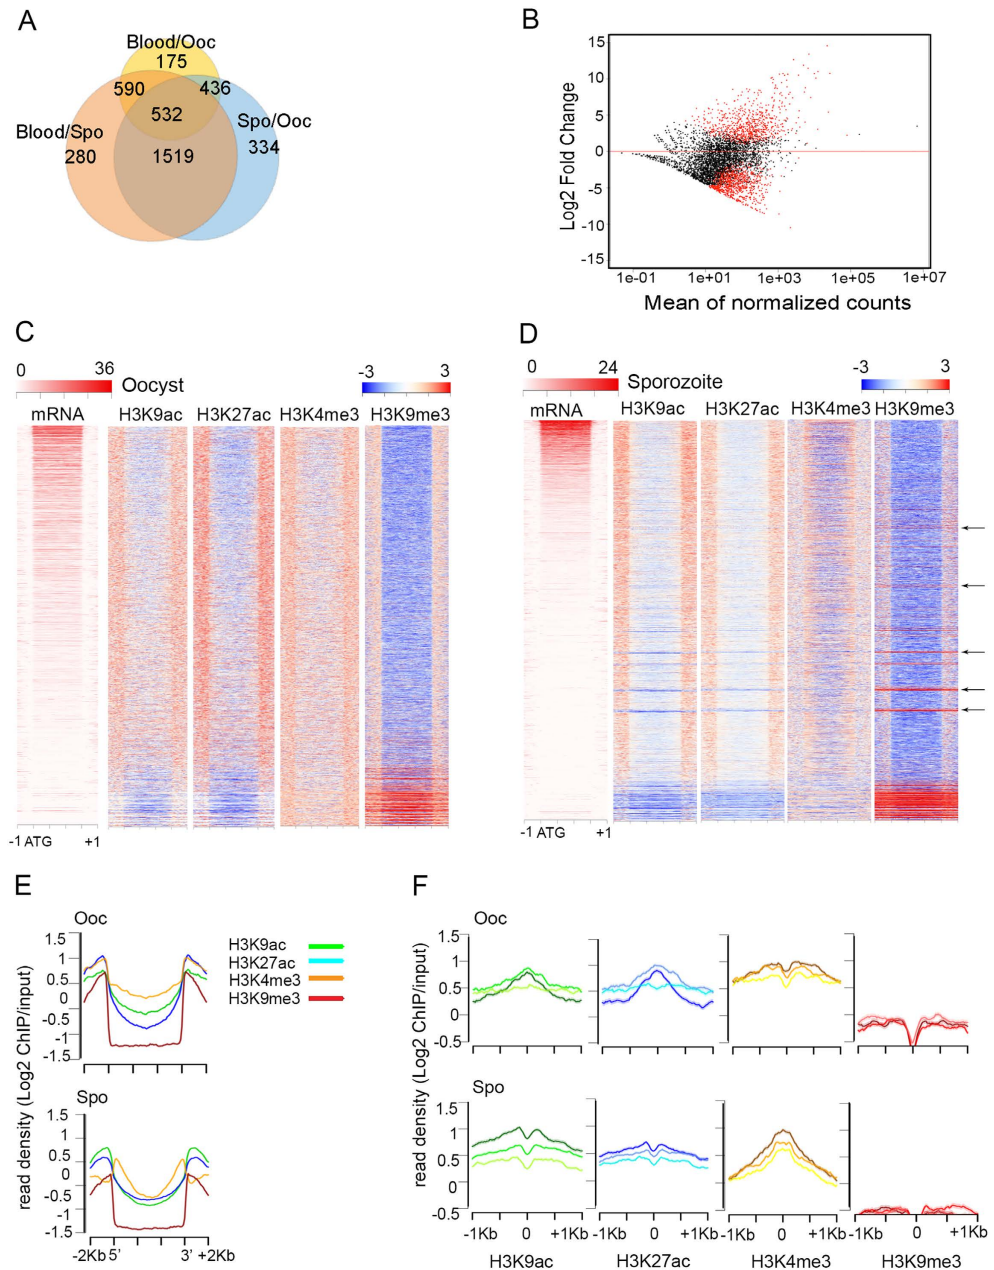 A
Blood/Ooc
175
590
436
532
Blood/Spo
Spo/Ooc
280
1519
334
B
15
10
5
0
-5
-10
-15
Log2 Fold Change
1e-01
1e+01
1e+03
1e+05
1e+07
Mean of normalized counts
C
0
36
Oocyst
-3
3
mRNA
H3K9ac
H3K27ac
H3K4me3
H3K9me3
-1 ATG
+1
D
0
24
Sporozoite
-3
3
mRNA
H3K9ac
H3K27ac
H3K4me3
H3K9me3
-1 ATG
+1
E
Ooc
1.5
1
0.5
0
-0.5
-1
-1.5
H3K9ac
H3K27ac
H3K4me3
H3K9me3
Spo
1.5
1
0.5
0
-0.5
-1
-1.5
read density (Log2 ChIP/input)
-2Kb 5'
3' +2Kb
F
Ooc
1.5
1
0.5
0
-0.5
Spo
1.5
1
0.5
0
-0.5
read density (Log2 ChIP/input)
-1Kb
0
+1Kb
-1Kb
0
+1Kb
-1Kb
0
+1Kb
-1Kb
0
+1Kb
H3K9ac
H3K27ac
H3K4me3
H3K9me3